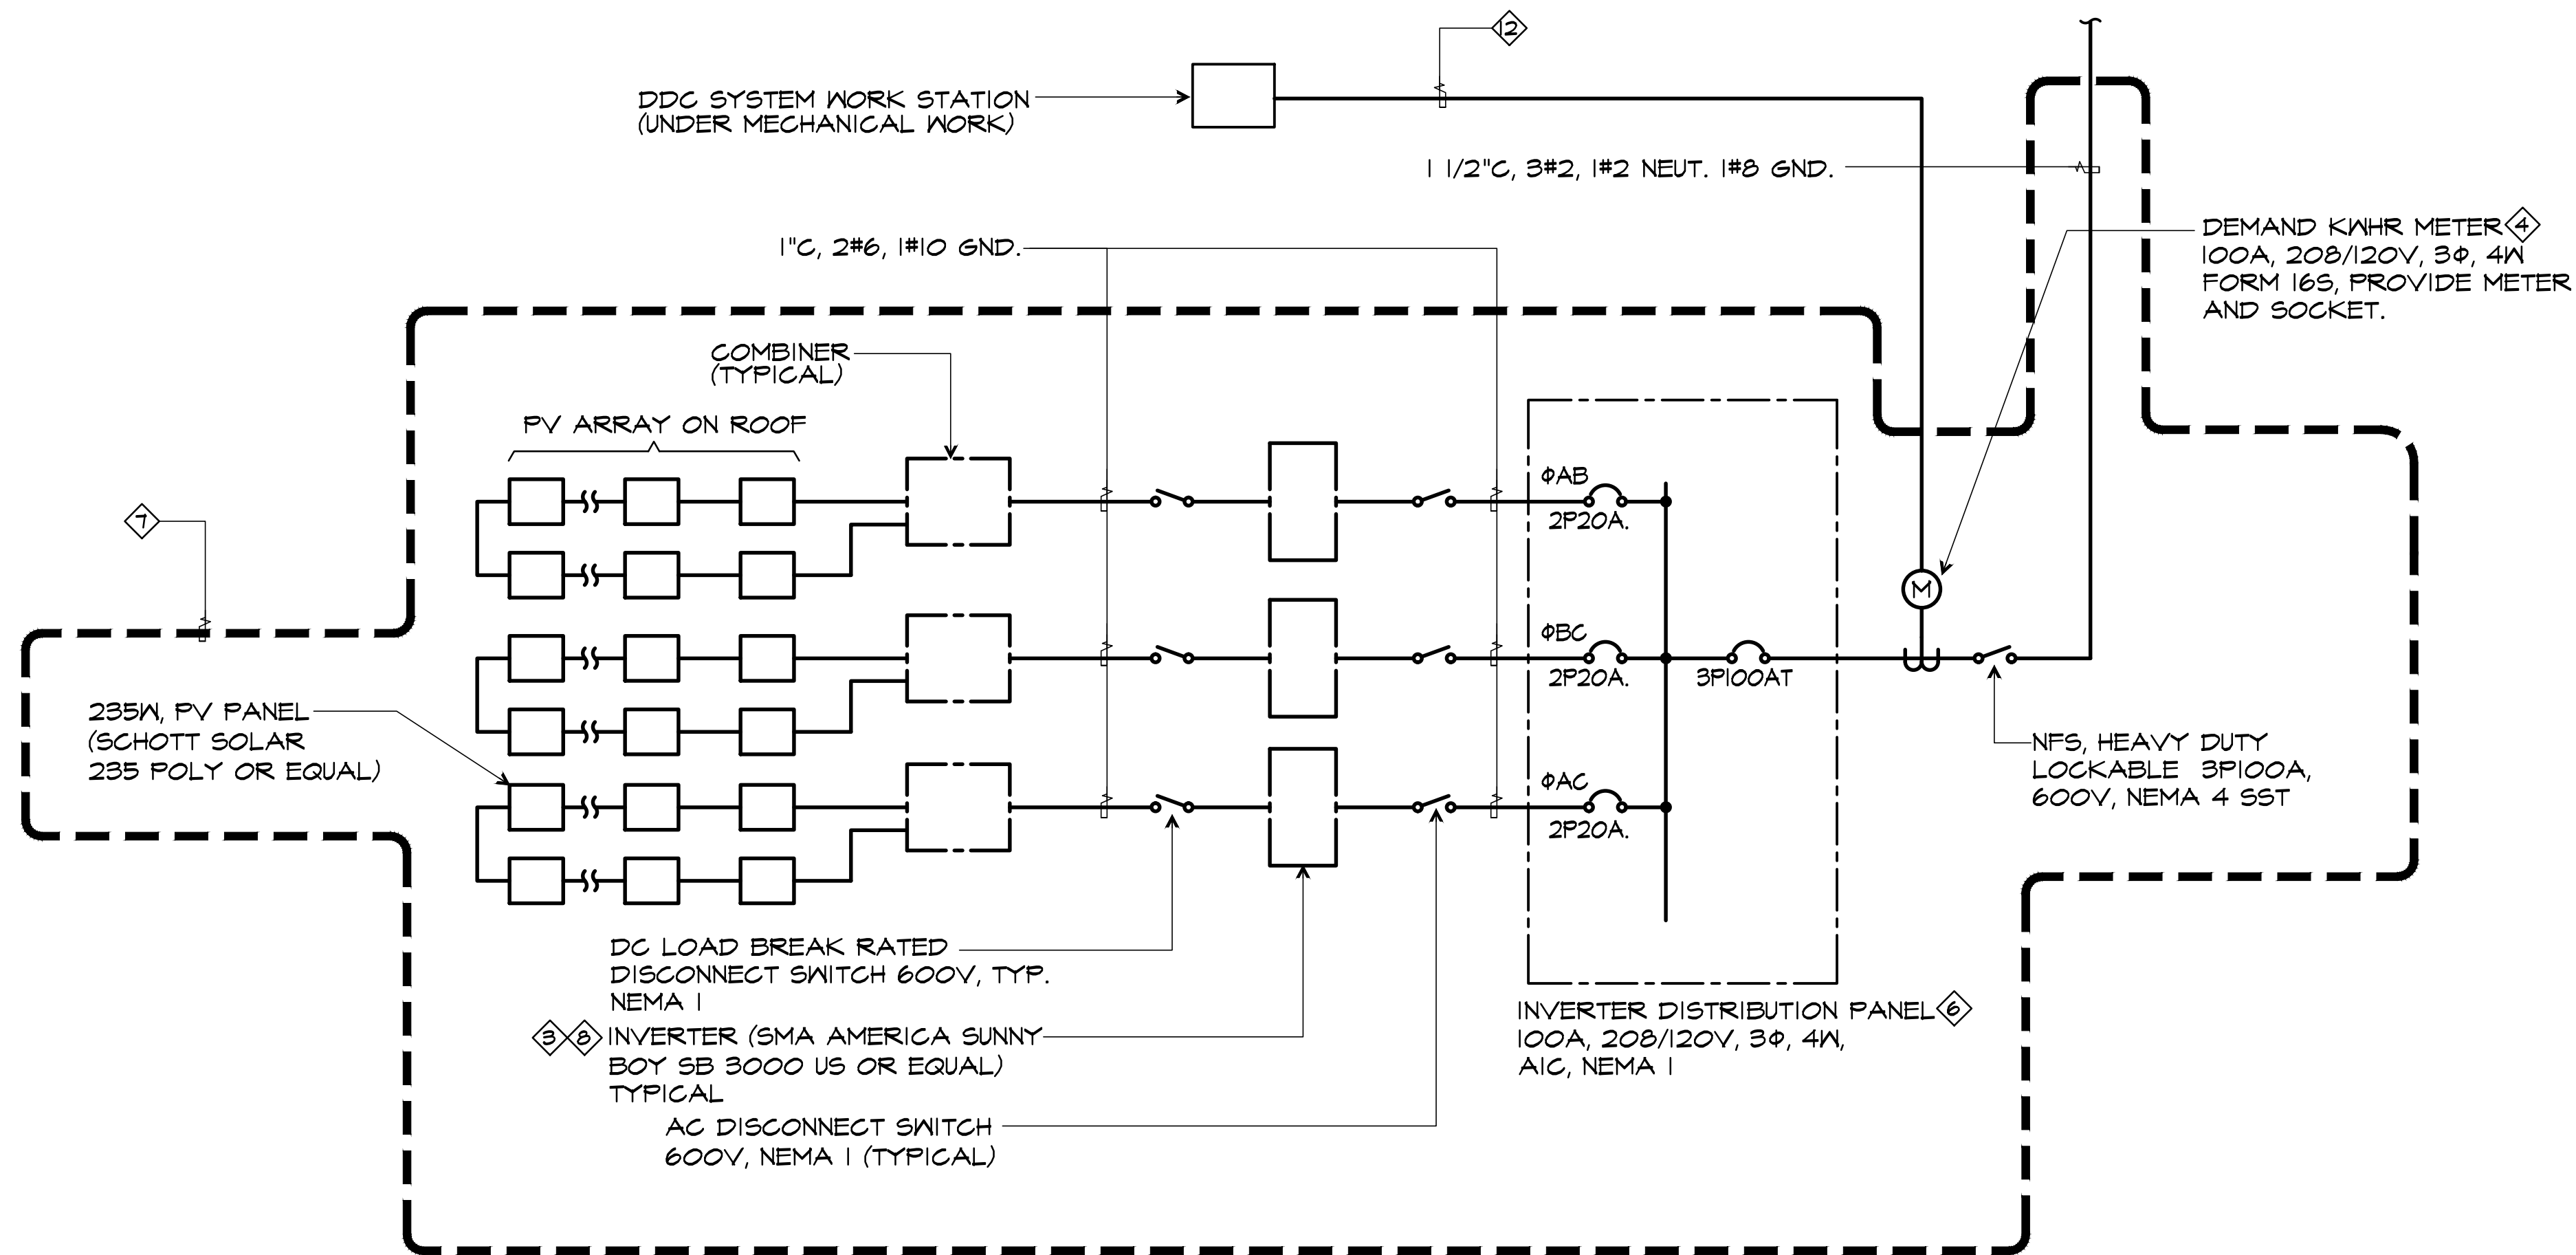 12
DDC SYSTEM WORK STATION
(UNDER MECHANICAL WORK)
1 1/2"C, 3#2, 1#2 NEUT. 1#8 GND.
DEMAND KWHR METER 4
100A, 208/120V, 3Φ, 4W
FORM 16S, PROVIDE METER
AND SOCKET.
1"C, 2#6, 1#10 GND.
COMBINER
(TYPICAL)
PV ARRAY ON ROOF
7
ΦAB
2P20A.
M
ΦBC
2P20A.
3P100AT
235W, PV PANEL
(SCHOTT SOLAR
235 POLY OR EQUAL)
NFS, HEAVY DUTY
LOCKABLE 3P100A,
600V, NEMA 4 SST
ΦAC
2P20A.
DC LOAD BREAK RATED
DISCONNECT SWITCH 600V, TYP.
NEMA 1
3 8 INVERTER (SMA AMERICA SUNNY
BOY SB 3000 US OR EQUAL)
TYPICAL
INVERTER DISTRIBUTION PANEL 6
100A, 208/120V, 3Φ, 4W,
AIC, NEMA 1
AC DISCONNECT SWITCH
600V, NEMA 1 (TYPICAL)